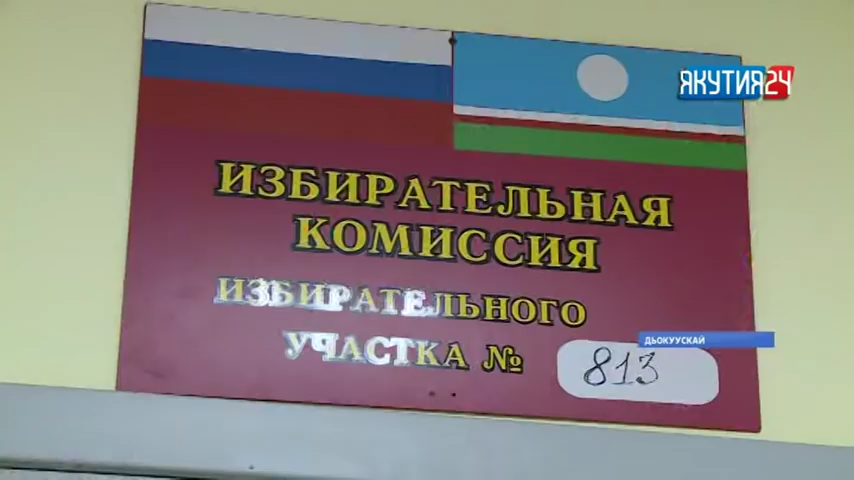 ЯКУТИЯ24
ИЗБИРАТЕЛЬНАЯ
КОМИССИЯ
ИЗБИРАТЕЛЬНОГО
УЧАСТКА № 813
ДЬОКУУСКАЙ